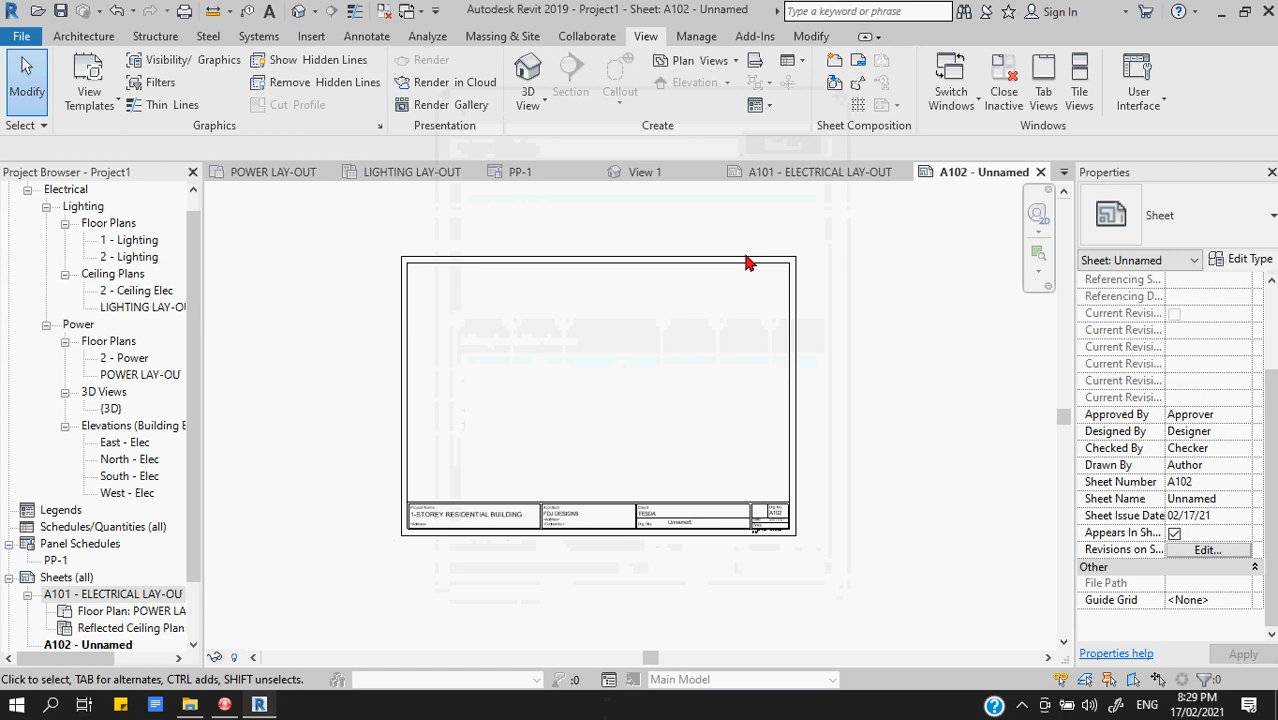 Autodesk Revit 2019 - Project1 - Sheet: A102 - Unnamed
Type a keyword or phrase
Sign In
File
Architecture
Structure
Steel
Systems
Insert
Annotate
Analyze
Massing & Site
Collaborate
View
Manage
Add-Ins
Modify
Modify
Select
View Templates
Visibility/ Graphics
Filters
Thin Lines
Show Hidden Lines
Remove Hidden Lines
Cut Profile
Graphics
Render
Render in Cloud
Render Gallery
Presentation
3D View
Section
Callout
Plan Views
Elevation
Create
Sheet Composition
Switch Windows
Close Inactive
Tab Views
Tile Views
Windows
User Interface
Project Browser - Project1
POWER LAY-OUT
LIGHTING LAY-OUT
PP-1
View 1
A101 - ELECTRICAL LAY-OUT
A102 - Unnamed
Properties
Electrical
Lighting
Floor Plans
1 - Lighting
2 - Lighting
Ceiling Plans
2 - Ceiling Elec
LIGHTING LAY-OU
Power
Floor Plans
2 - Power
POWER LAY-OU
3D Views
{3D}
Elevations (Building E
East - Elec
North - Elec
South - Elec
West - Elec
Legends
Schedules/Quantities (all)
Panel Schedules
PP-1
Sheets (all)
A101 - ELECTRICAL LAY-OU
Floor Plan: POWER LA
Reflected Ceiling Plan
A102 - Unnamed
2D
1-STOREY RESIDENTIAL BUILDING
FDJ DESIGNS
TESDA
Unnamed
A102
Sheet
Sheet: Unnamed
Edit Type
Referencing S...
Referencing D...
Current Revisi...
Current Revisi...
Current Revisi...
Current Revisi...
Current Revisi...
Current Revisi...
Approved By Approver
Designed By Designer
Checked By Checker
Drawn By Author
Sheet Number A102
Sheet Name Unnamed
Sheet Issue Date 02/17/21
Appears In Sh...
Revisions on S... Edit...
Other
File Path
Guide Grid <None>
Properties help
Apply
Click to select, TAB for alternates, CTRL adds, SHIFT unselects.
:0
Main Model
:0
ENG
8:29 PM
17/02/2021